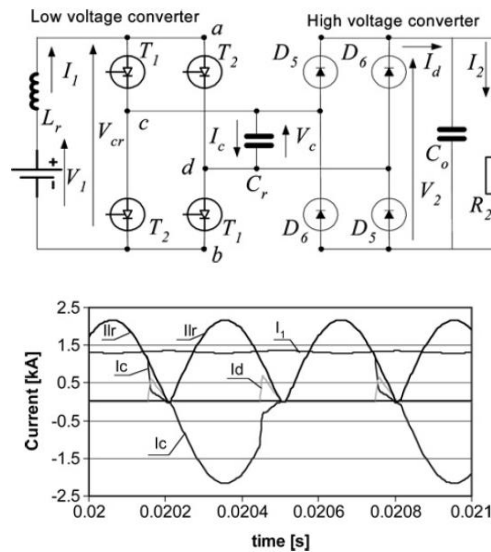 Low voltage converter
High voltage converter
a
T1
T2
D5
D6
Id
I2
I1
Lr
Vcr
c
Ic
Vc
d
Cr
Co
V1
V2
R2
T2
T1
D6
D5
b
2.5
1.5
0.5
-0.5
-1.5
-2.5
Current [kA]
Ilr
Ilr
I1
Ic
Id
Ic
0.02
0.0202
0.0204
0.0206
0.0208
0.021
time [s]